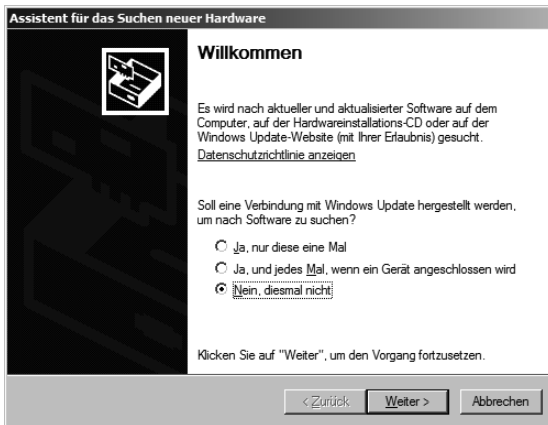 Assistent für das Suchen neuer Hardware
Willkommen
Es wird nach aktueller und aktualisierter Software auf dem
Computer, auf der Hardwareinstallations-CD oder auf der
Windows Update-Website (mit Ihrer Erlaubnis) gesucht.
Datenschutzrichtlinie anzeigen
Soll eine Verbindung mit Windows Update hergestellt werden,
um nach Software zu suchen?
Ja, nur diese eine Mal
Ja, und jedes Mal, wenn ein Gerät angeschlossen wird
Nein, diesmal nicht
Klicken Sie auf "Weiter", um den Vorgang fortzusetzen.
< Zurück Weiter > Abbrechen